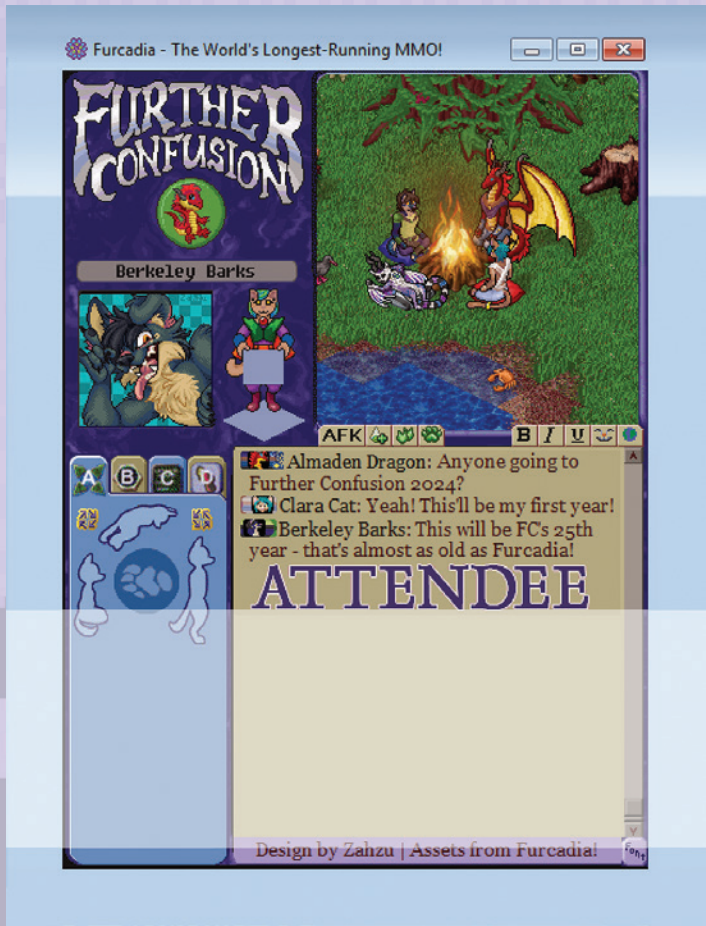 Furcadia - The World's Longest-Running MMO!
FURTHER
CONFUSION
Berkeley Barks
AFK
B I U
A B C D
Almaden Dragon: Anyone going to
Further Confusion 2024?
Clara Cat: Yeah! This'll be my first year!
Berkeley Barks: This will be FC's 25th
year - that's almost as old as Furcadia!
ATTENDEE
Design by Zahzu | Assets from Furcadia!
Font